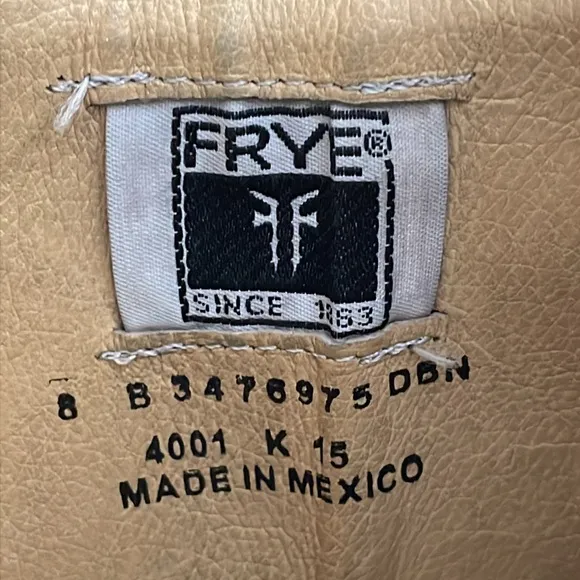 FRYE®
SINCE 1863
8 B 3476975 DBN
4001 K 15
MADE IN MEXICO